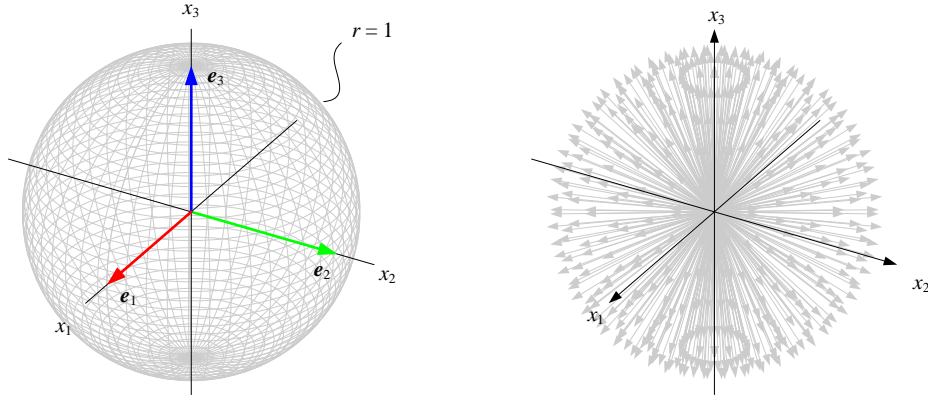 x₃
r = 1
e₃
e₂
x₂
e₁
x₁
x₃
x₂
x₁